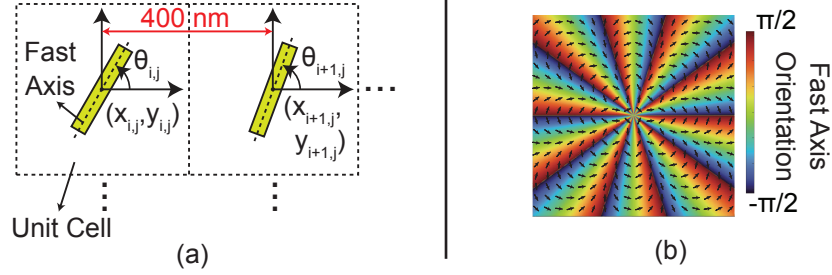 400 nm
Fast
Axis
θi,j
θi+1,j
(xi,j,yi,j)
(xi+1,j,
yi+1,j)
...
Unit Cell
(a)
π/2
-π/2
Fast Axis
Orientation
(b)